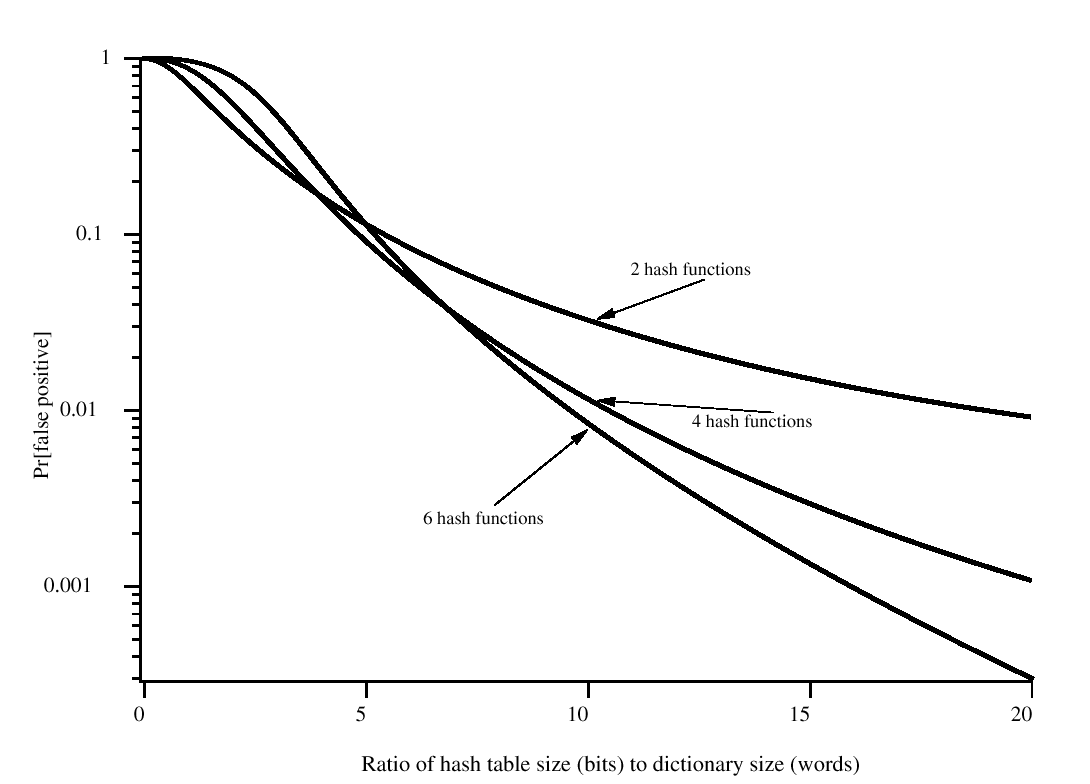 1
0.1
0.01
0.001
Pr[false positive]
2 hash functions
4 hash functions
6 hash functions
0
5
10
15
20
Ratio of hash table size (bits) to dictionary size (words)